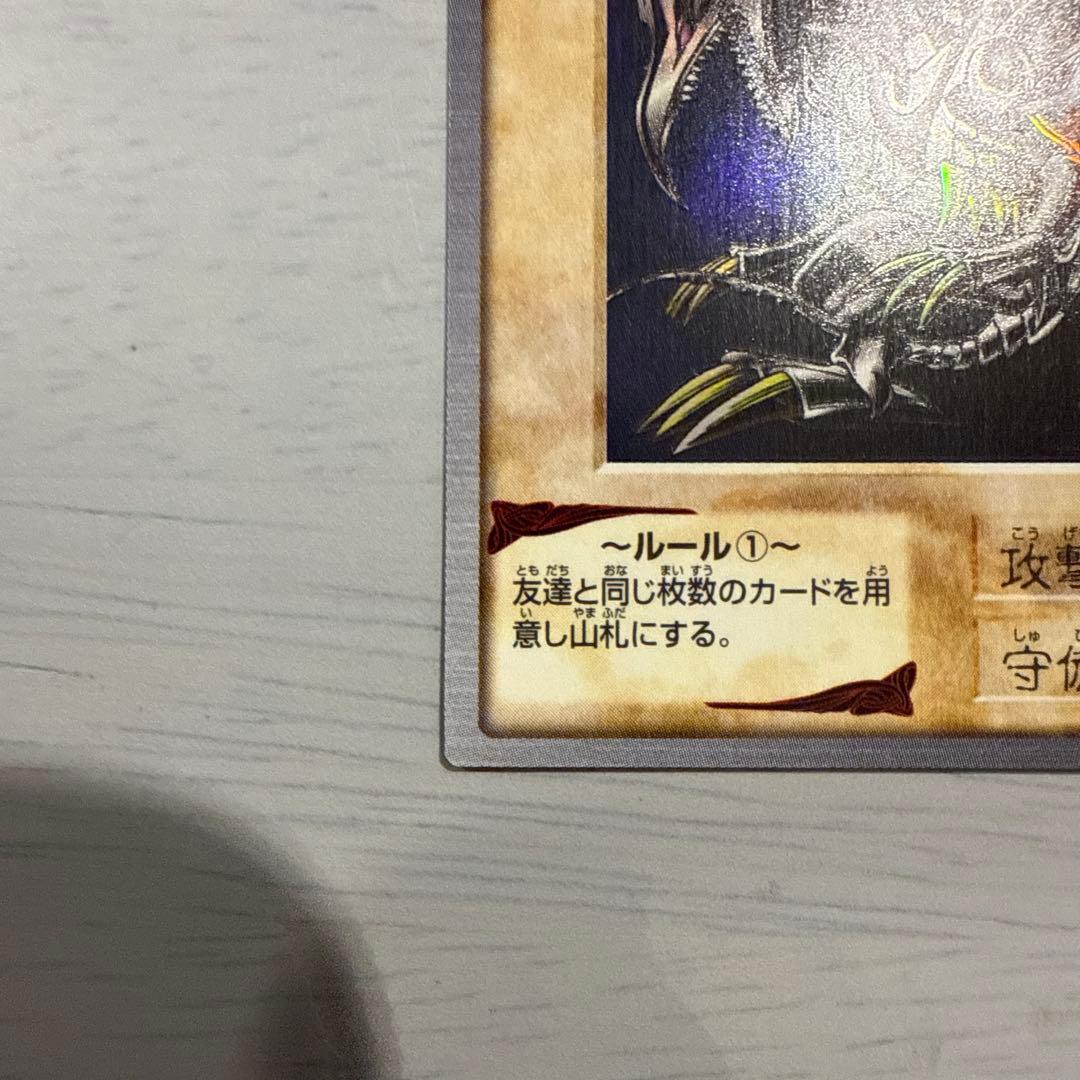 ～ルール①～
友達と同じ枚数のカードを用
意し山札にする。
攻撃
守